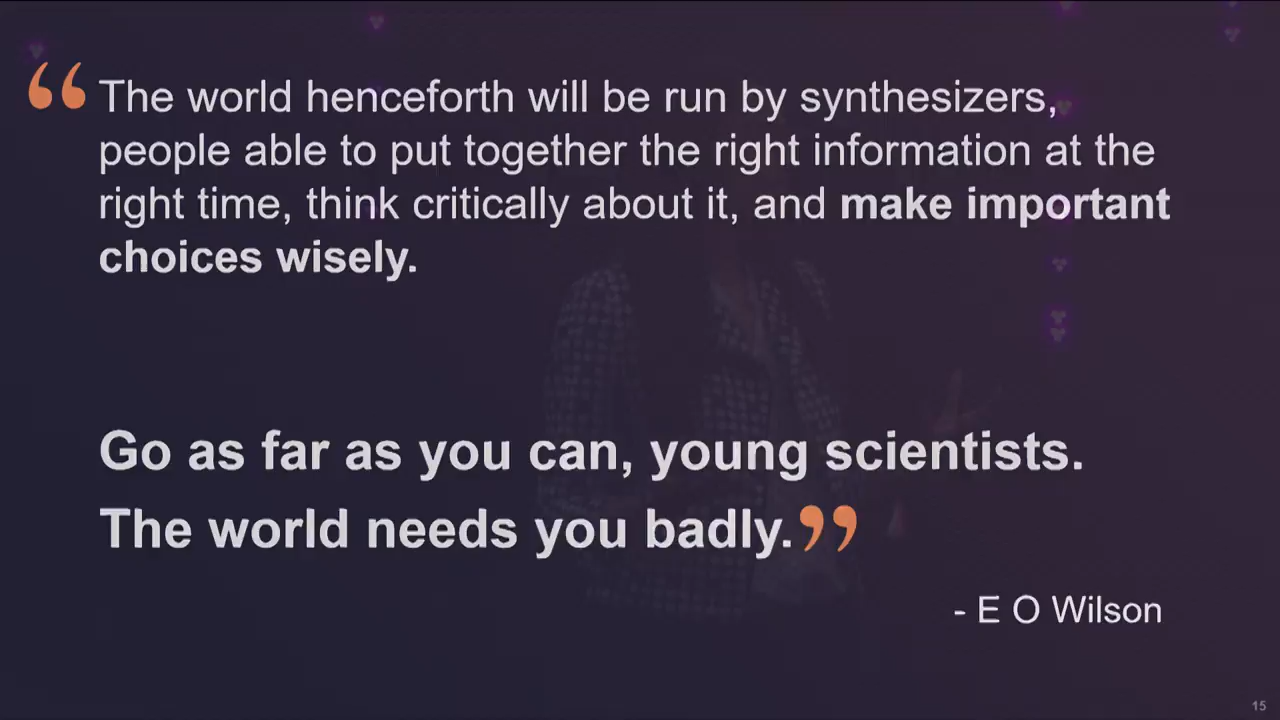 “The world henceforth will be run by synthesizers,
people able to put together the right information at the
right time, think critically about it, and make important
choices wisely.
Go as far as you can, young scientists.
The world needs you badly.”
- E O Wilson
15